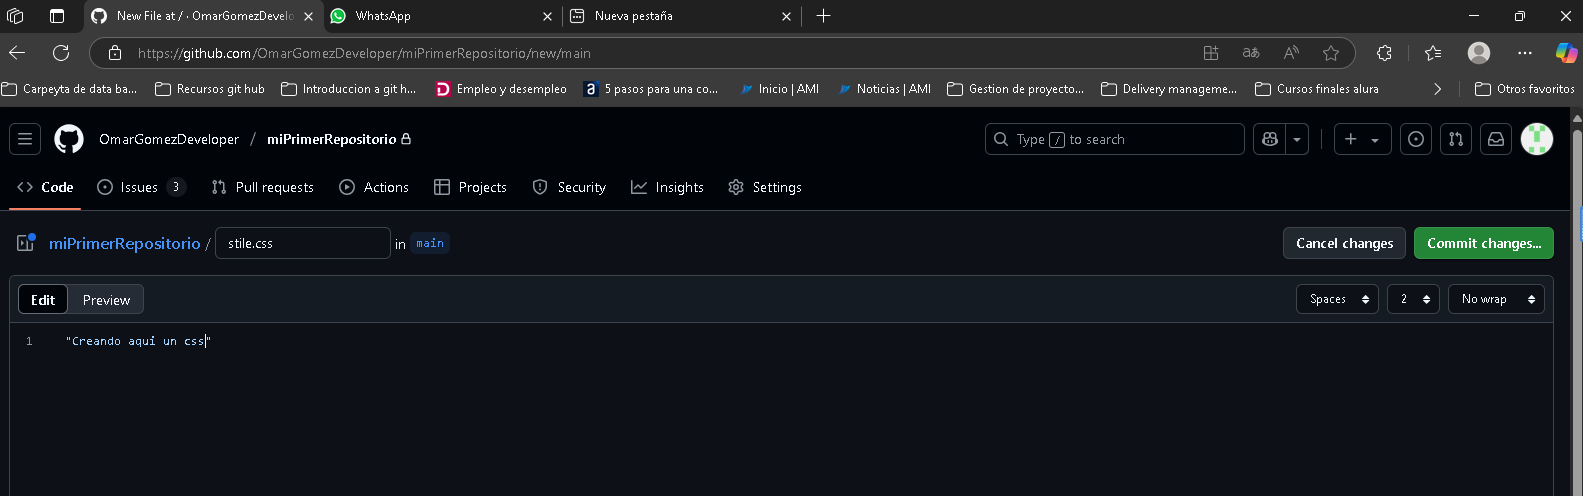 New File at / · OmarGomezDevelo
WhatsApp
Nueva pestaña
https://github.com/OmarGomezDeveloper/miPrimerRepositorio/new/main
Carpeyta de data ba...
Recursos git hub
Introduccion a git h...
Empleo y desempleo
5 pasos para una co...
Inicio | AMI
Noticias | AMI
Gestion de proyecto...
Delivery manageme...
Cursos finales alura
Otros favoritos
OmarGomezDeveloper / miPrimerRepositorio
Type / to search
Code
Issues 3
Pull requests
Actions
Projects
Security
Insights
Settings
miPrimerRepositorio / stile.css in main
Cancel changes
Commit changes...
Edit
Preview
Spaces
2
No wrap
1 "Creando aqui un css"